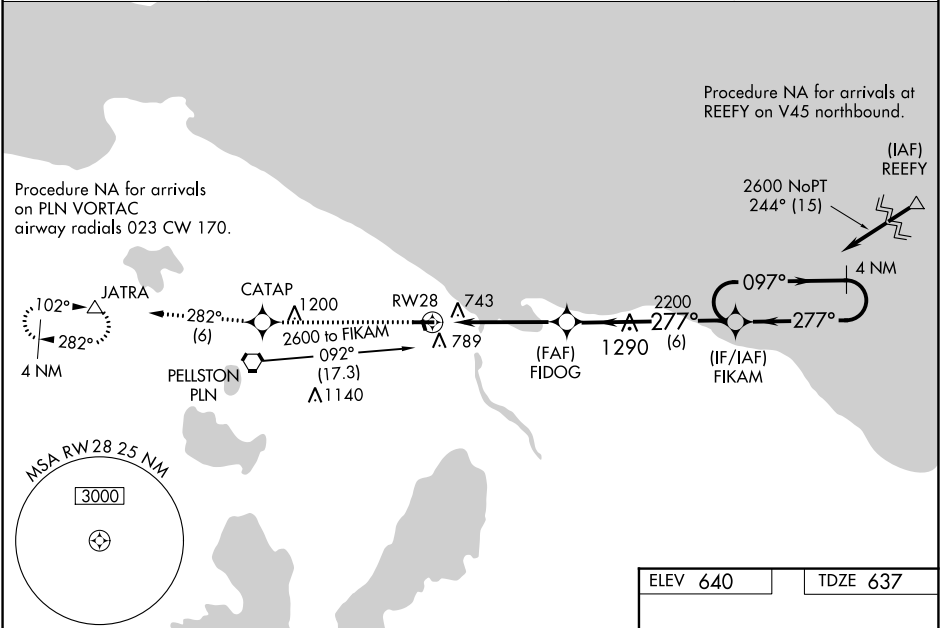 Procedure NA for arrivals at
REEFY on V45 northbound.
(IAF)
REEFY
2600 NoPT
244° (15)
Procedure NA for arrivals
on PLN VORTAC
airway radials 023 CW 170.
4 NM
097°
JATRA
102°
282°
4 NM
CATAP
282°
(6)
1200
RW28
743
789
2600 to FIKAM
092°
(17.3)
1140
PELLSTON
PLN
(FAF)
FIDOG
2200
277°
(6)
1290
(IF/IAF)
FIKAM
277°
MSA RW28 25 NM
3000
ELEV 640
TDZE 637